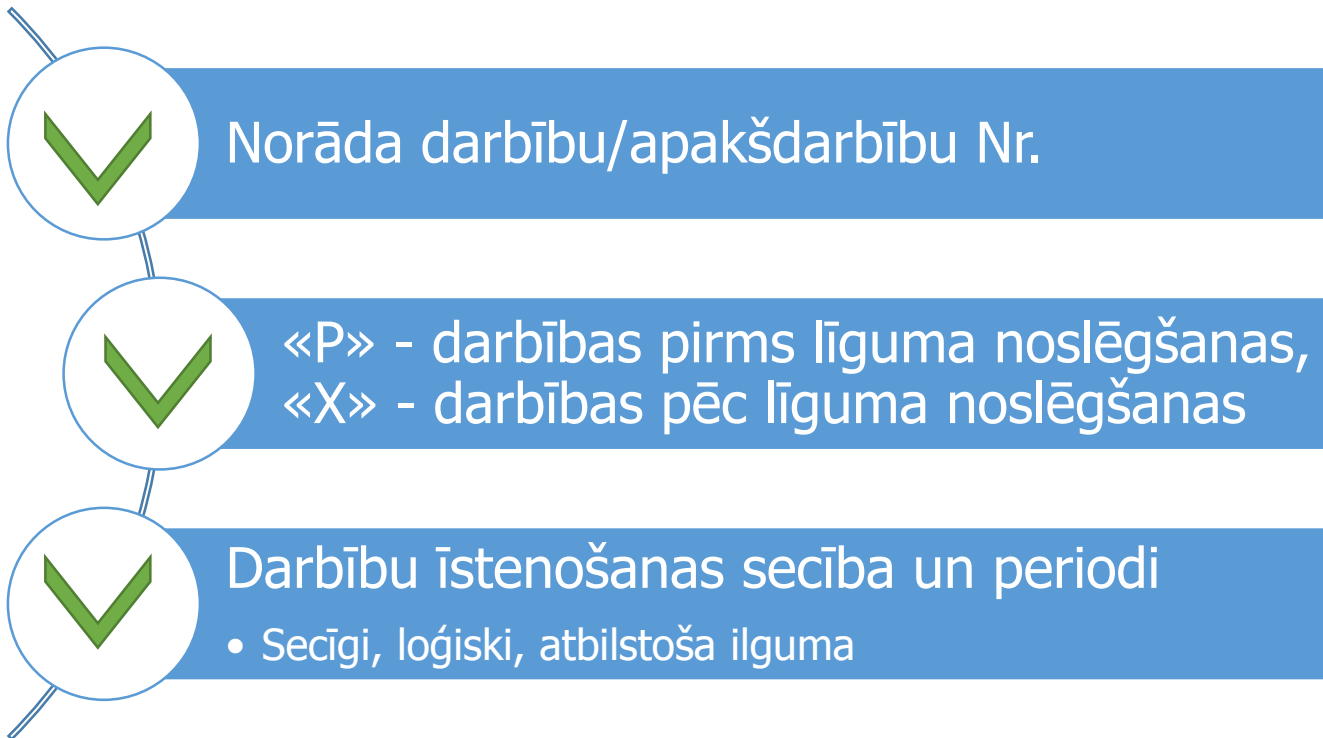 Norāda darbību/apakšdarbību Nr.
«P» - darbības pirms līguma noslēgšanas,
«X» - darbības pēc līguma noslēgšanas
Darbību īstenošanas secība un periodi
• Secīgi, loģiski, atbilstoša ilguma